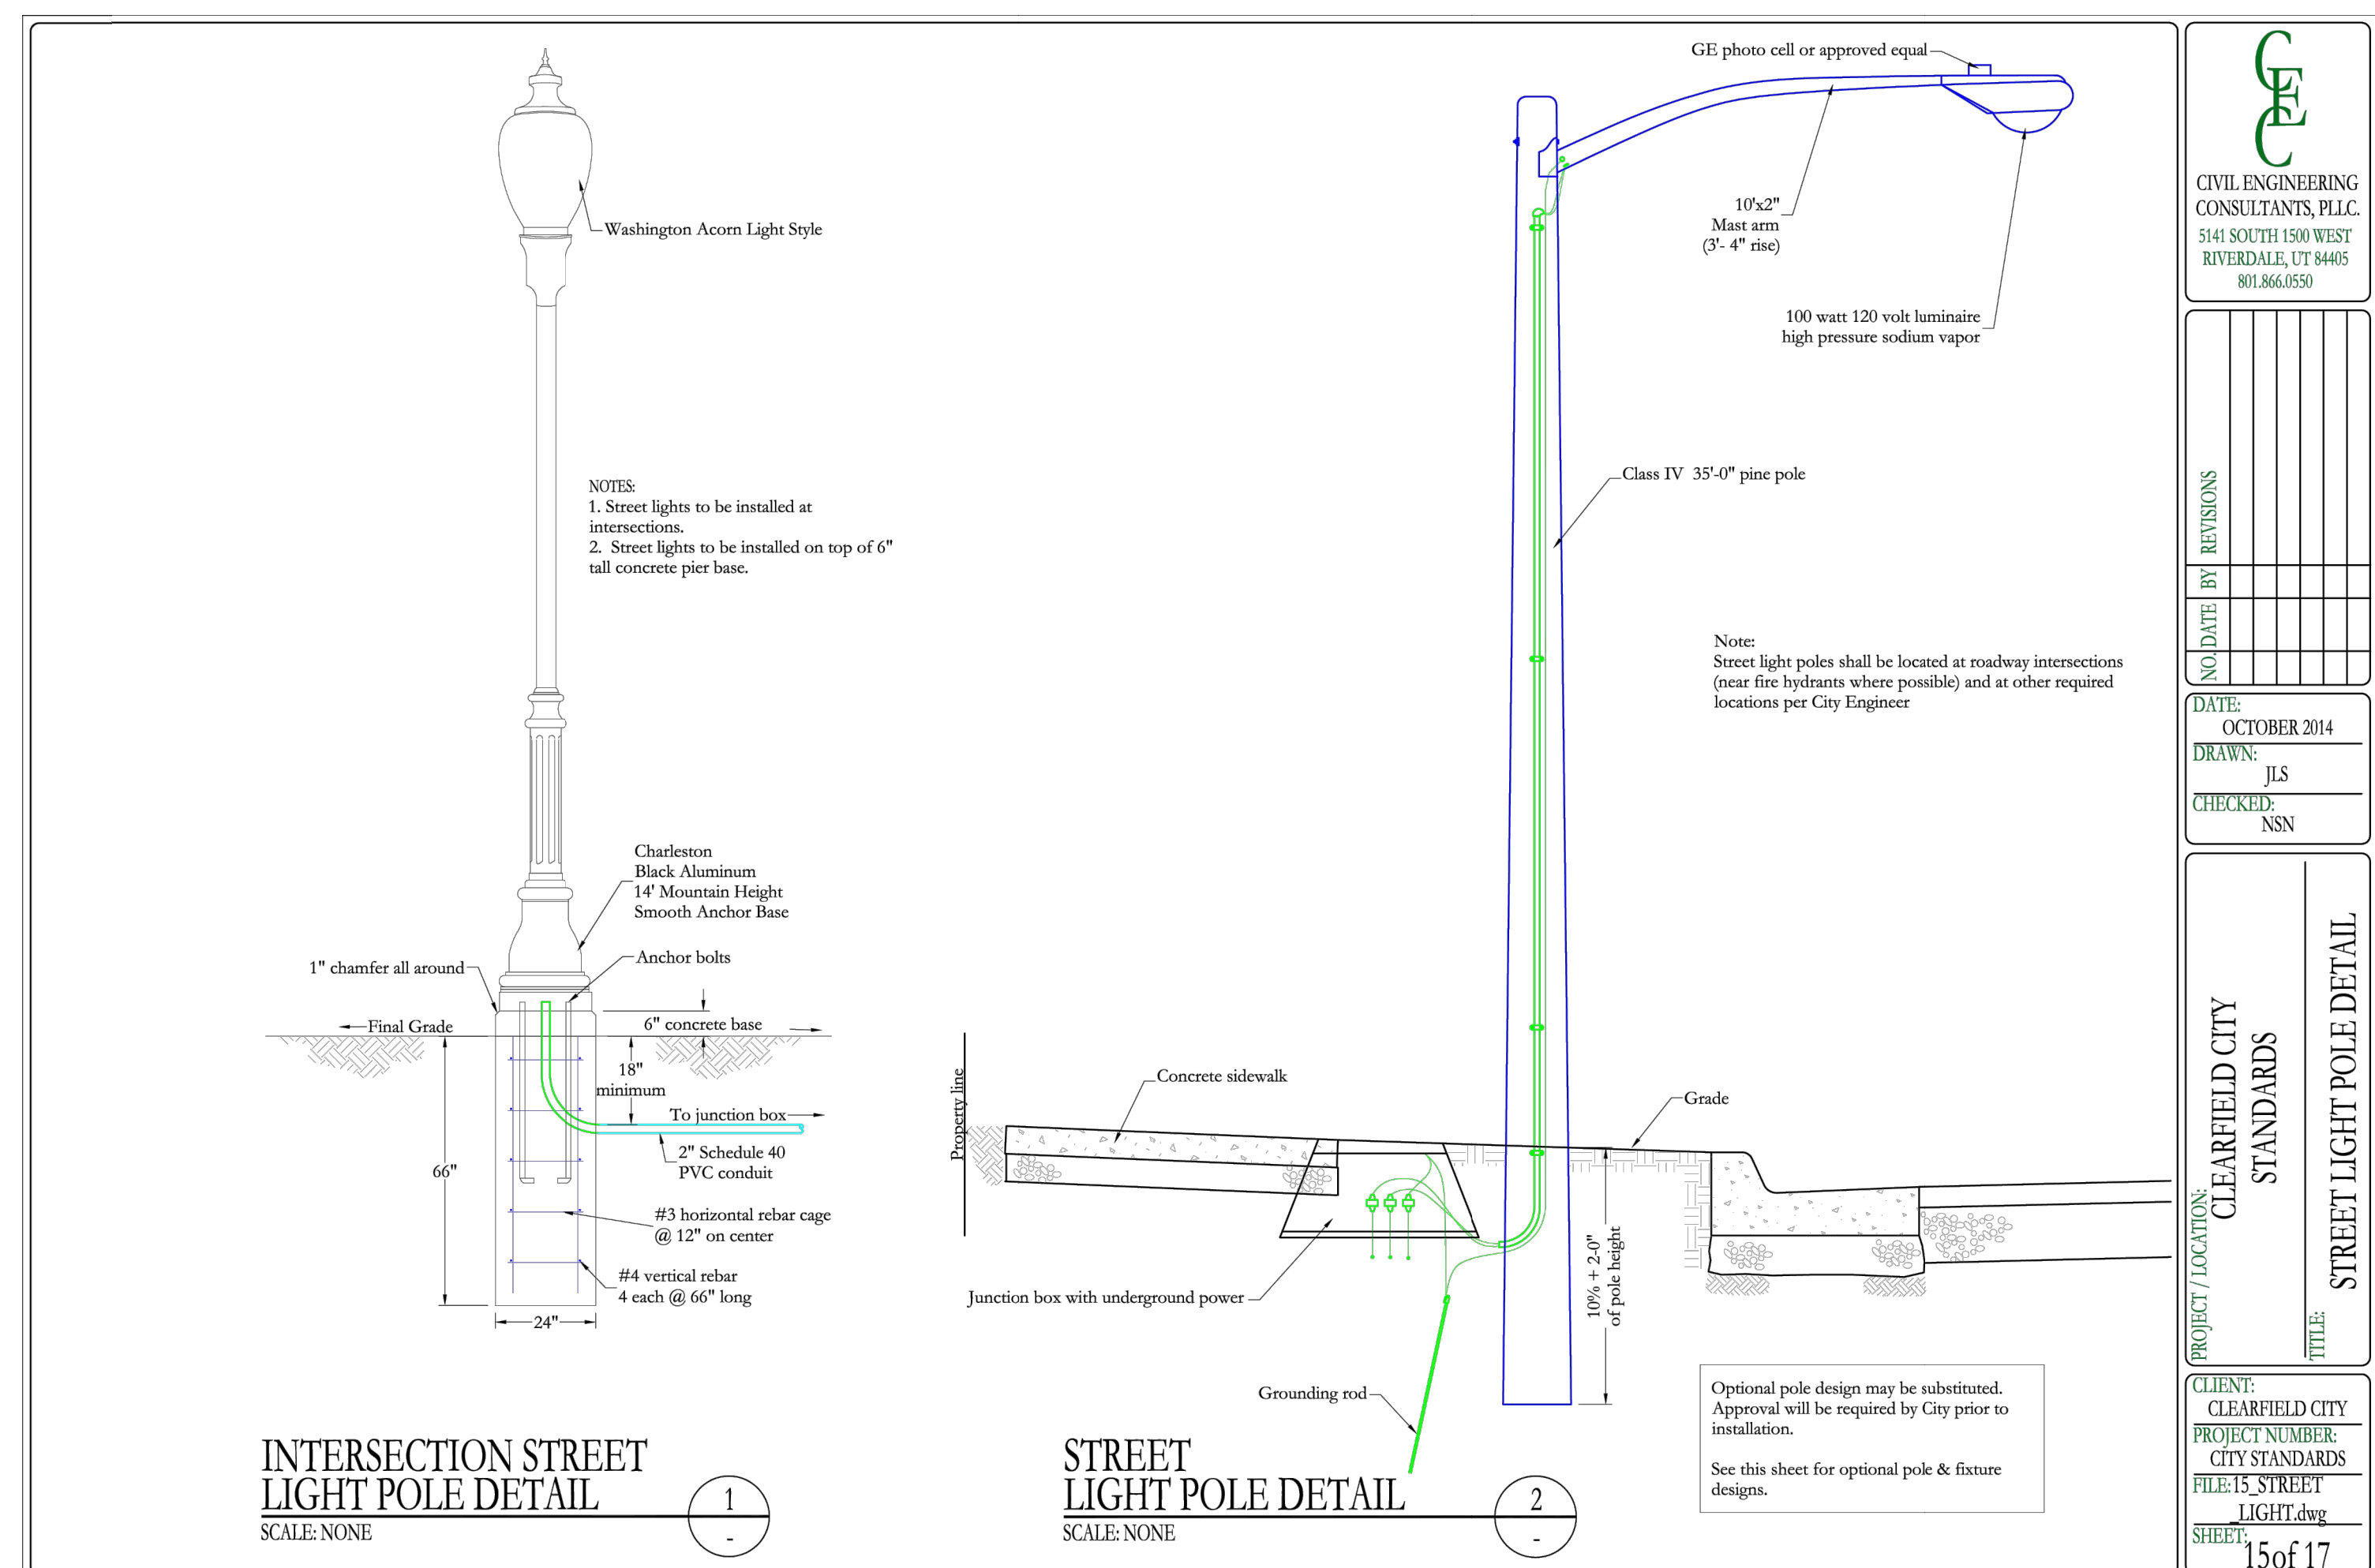 Washington Acorn Light Style
NOTES:
1. Street lights to be installed at
intersections.
2. Street lights to be installed on top of 6"
tall concrete pier base.
Charleston
Black Aluminum
14' Mountain Height
Smooth Anchor Base
Anchor bolts
1" chamfer all around
Final Grade
6" concrete base
18"
minimum
To junction box
2" Schedule 40
PVC conduit
66"
#3 horizontal rebar cage
@ 12" on center
#4 vertical rebar
4 each @ 66" long
24"
INTERSECTION STREET
LIGHT POLE DETAIL
SCALE: NONE
1
-
GE photo cell or approved equal
10'x2"
Mast arm
(3'- 4" rise)
100 watt 120 volt luminaire
high pressure sodium vapor
Class IV 35'-0" pine pole
Note:
Street light poles shall be located at roadway intersections
(near fire hydrants where possible) and at other required
locations per City Engineer
Property line
Concrete sidewalk
Grade
Junction box with underground power
10% + 2-0"
of pole height
Grounding rod
Optional pole design may be substituted.
Approval will be required by City prior to
installation.
See this sheet for optional pole & fixture
designs.
STREET
LIGHT POLE DETAIL
SCALE: NONE
2
-
CEC
CIVIL ENGINEERING
CONSULTANTS, PLLC.
5141 SOUTH 1500 WEST
RIVERDALE, UT 84405
801.866.0550
NO. DATE BY REVISIONS
DATE:
OCTOBER 2014
DRAWN:
JLS
CHECKED:
NSN
PROJECT / LOCATION:
CLEARFIELD CITY
STANDARDS
TITLE:
STREET LIGHT POLE DETAIL
CLIENT:
CLEARFIELD CITY
PROJECT NUMBER:
CITY STANDARDS
FILE:15_STREET
_LIGHT.dwg
SHEET:
15of 17